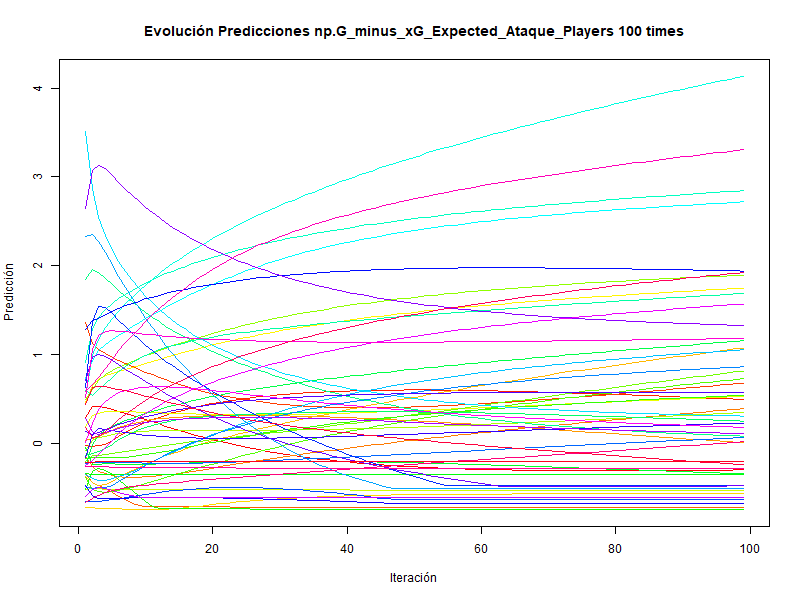 Evolución Predicciones np.G_minus_xG_Expected_Ataque_Players 100 times
Predicción
4
3
2
1
0
0 20 40 60 80 100
Iteración